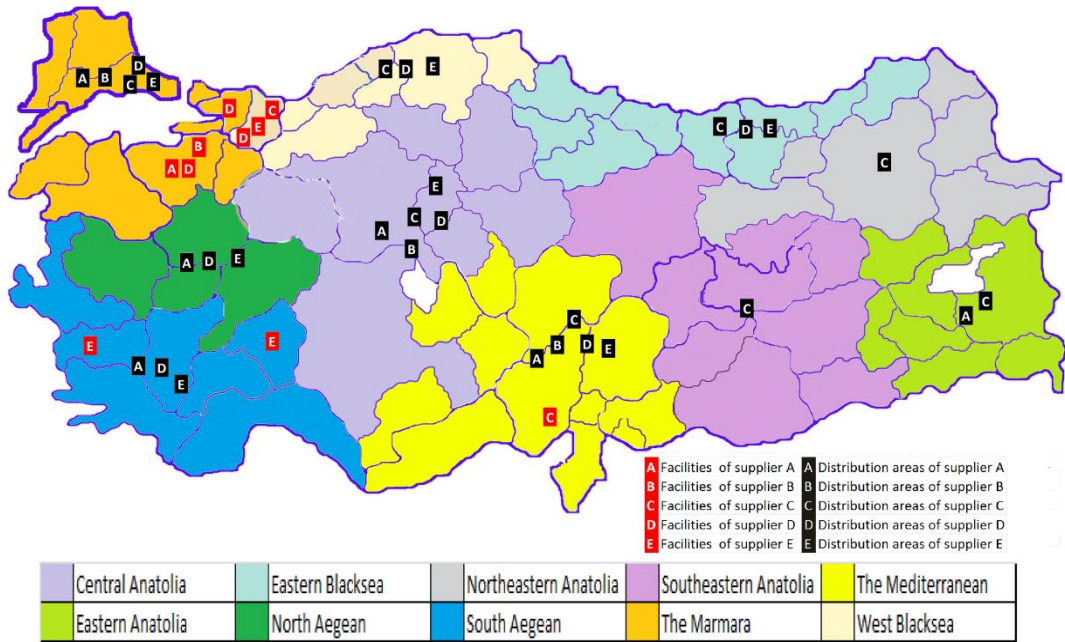 D
A B C E
C D E
D C
E
D
B
A D
C D E
C
E
C D
A
B
A D E
C
A B D E
C
A
C
E
E
A D E
C
A Facilities of supplier A A Distribution areas of supplier A
B Facilities of supplier B B Distribution areas of supplier B
C Facilities of supplier C C Distribution areas of supplier C
D Facilities of supplier D D Distribution areas of supplier D
E Facilities of supplier E E Distribution areas of supplier E
Central Anatolia Eastern Blacksea Northeastern Anatolia Southeastern Anatolia The Mediterranean
Eastern Anatolia North Aegean South Aegean The Marmara West Blacksea